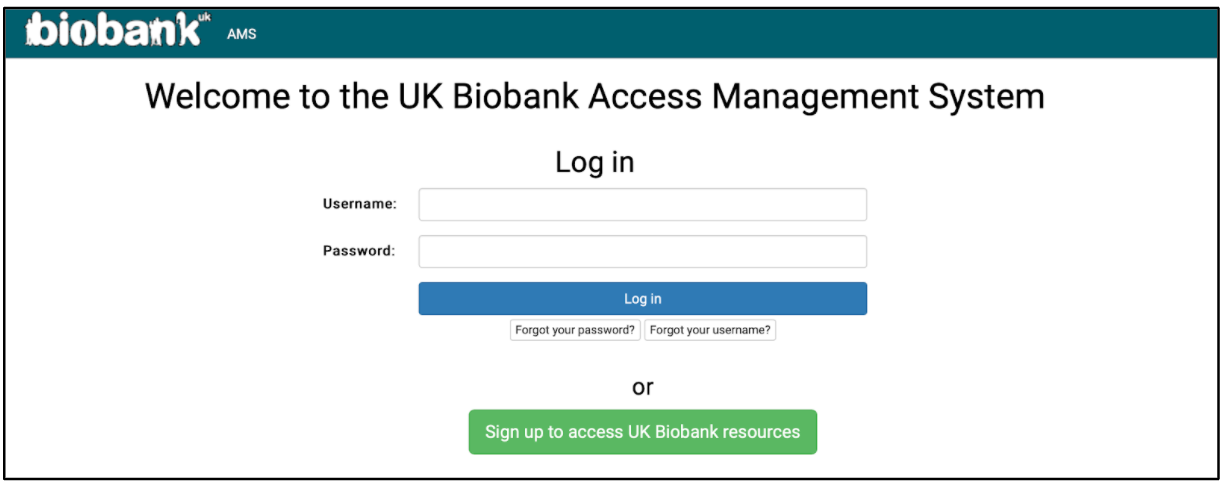 biobank uk AMS
Welcome to the UK Biobank Access Management System
Log in
Username:
Password:
Log in
Forgot your password? Forgot your username?
or
Sign up to access UK Biobank resources